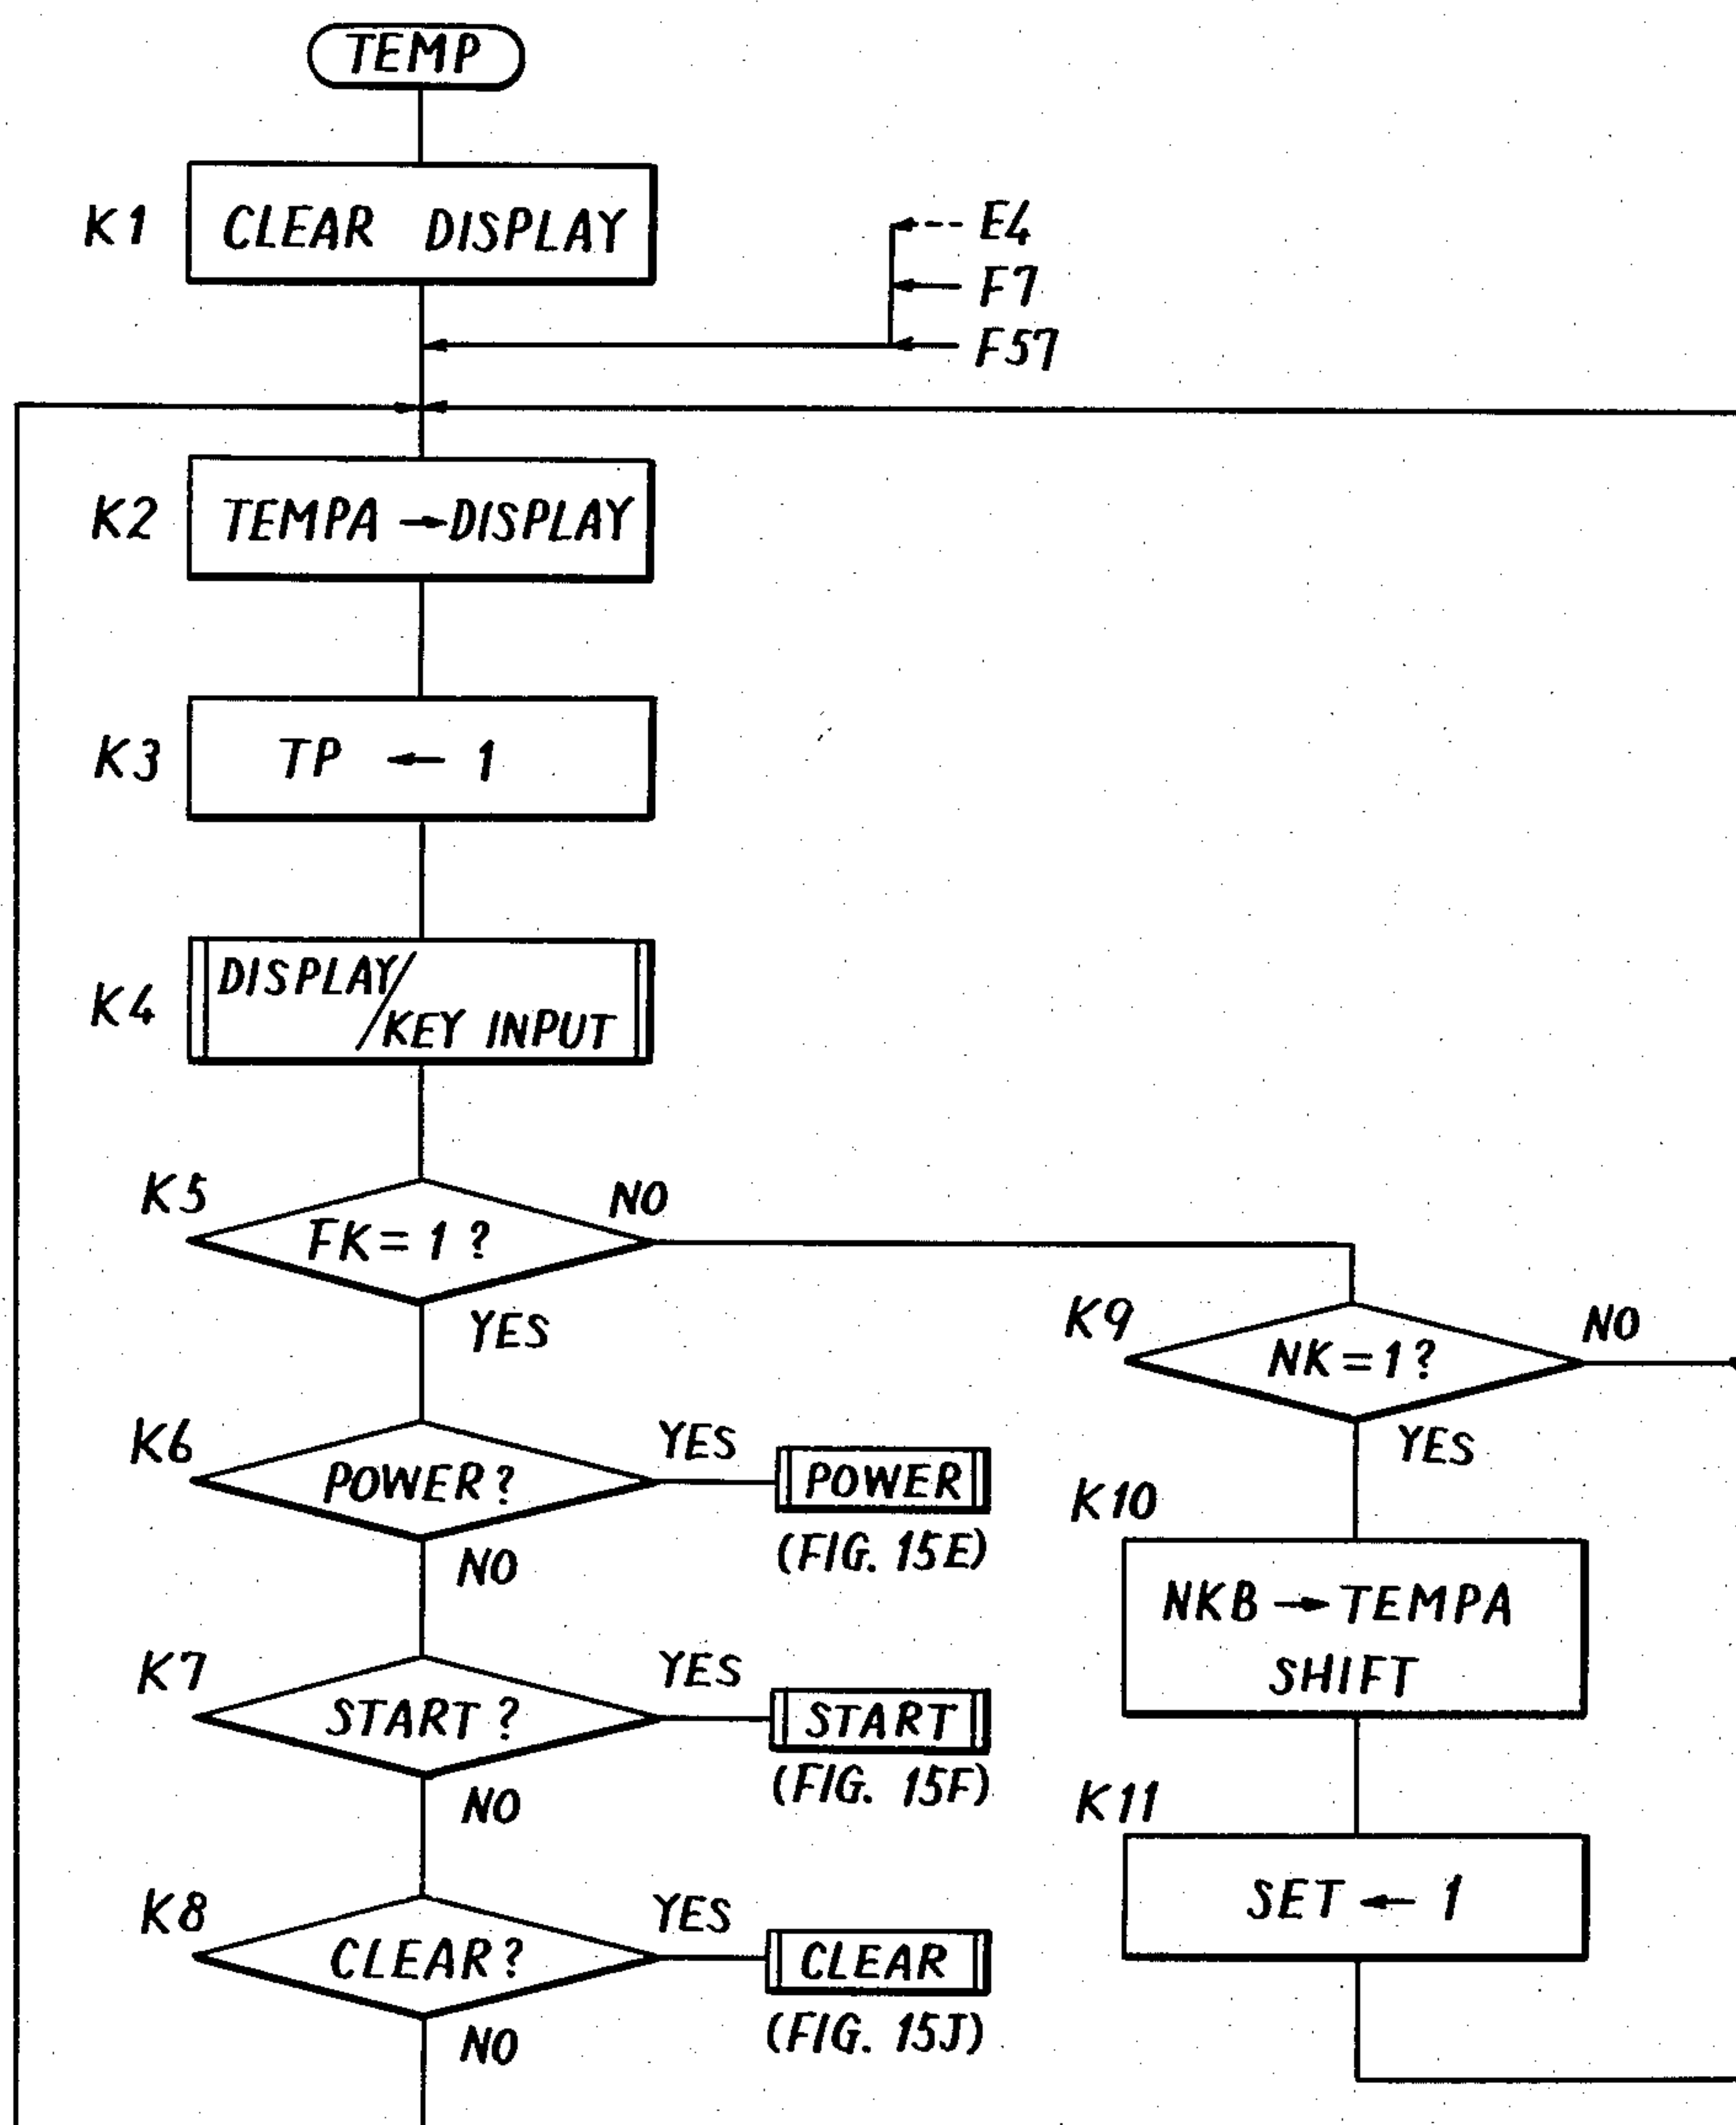 TEMP
K1
CLEAR DISPLAY
E4
F7
F57
K2
TEMPA → DISPLAY
K3
TP ← 1
K4
DISPLAY/
KEY INPUT
K5
FK = 1 ?
NO
YES
K9
NK = 1 ?
NO
YES
K6
POWER ?
YES
POWER
(FIG. 15E)
NO
K10
NKB → TEMPA
SHIFT
K7
START ?
YES
START
(FIG. 15F)
NO
K11
SET ← 1
K8
CLEAR ?
YES
CLEAR
(FIG. 15J)
NO